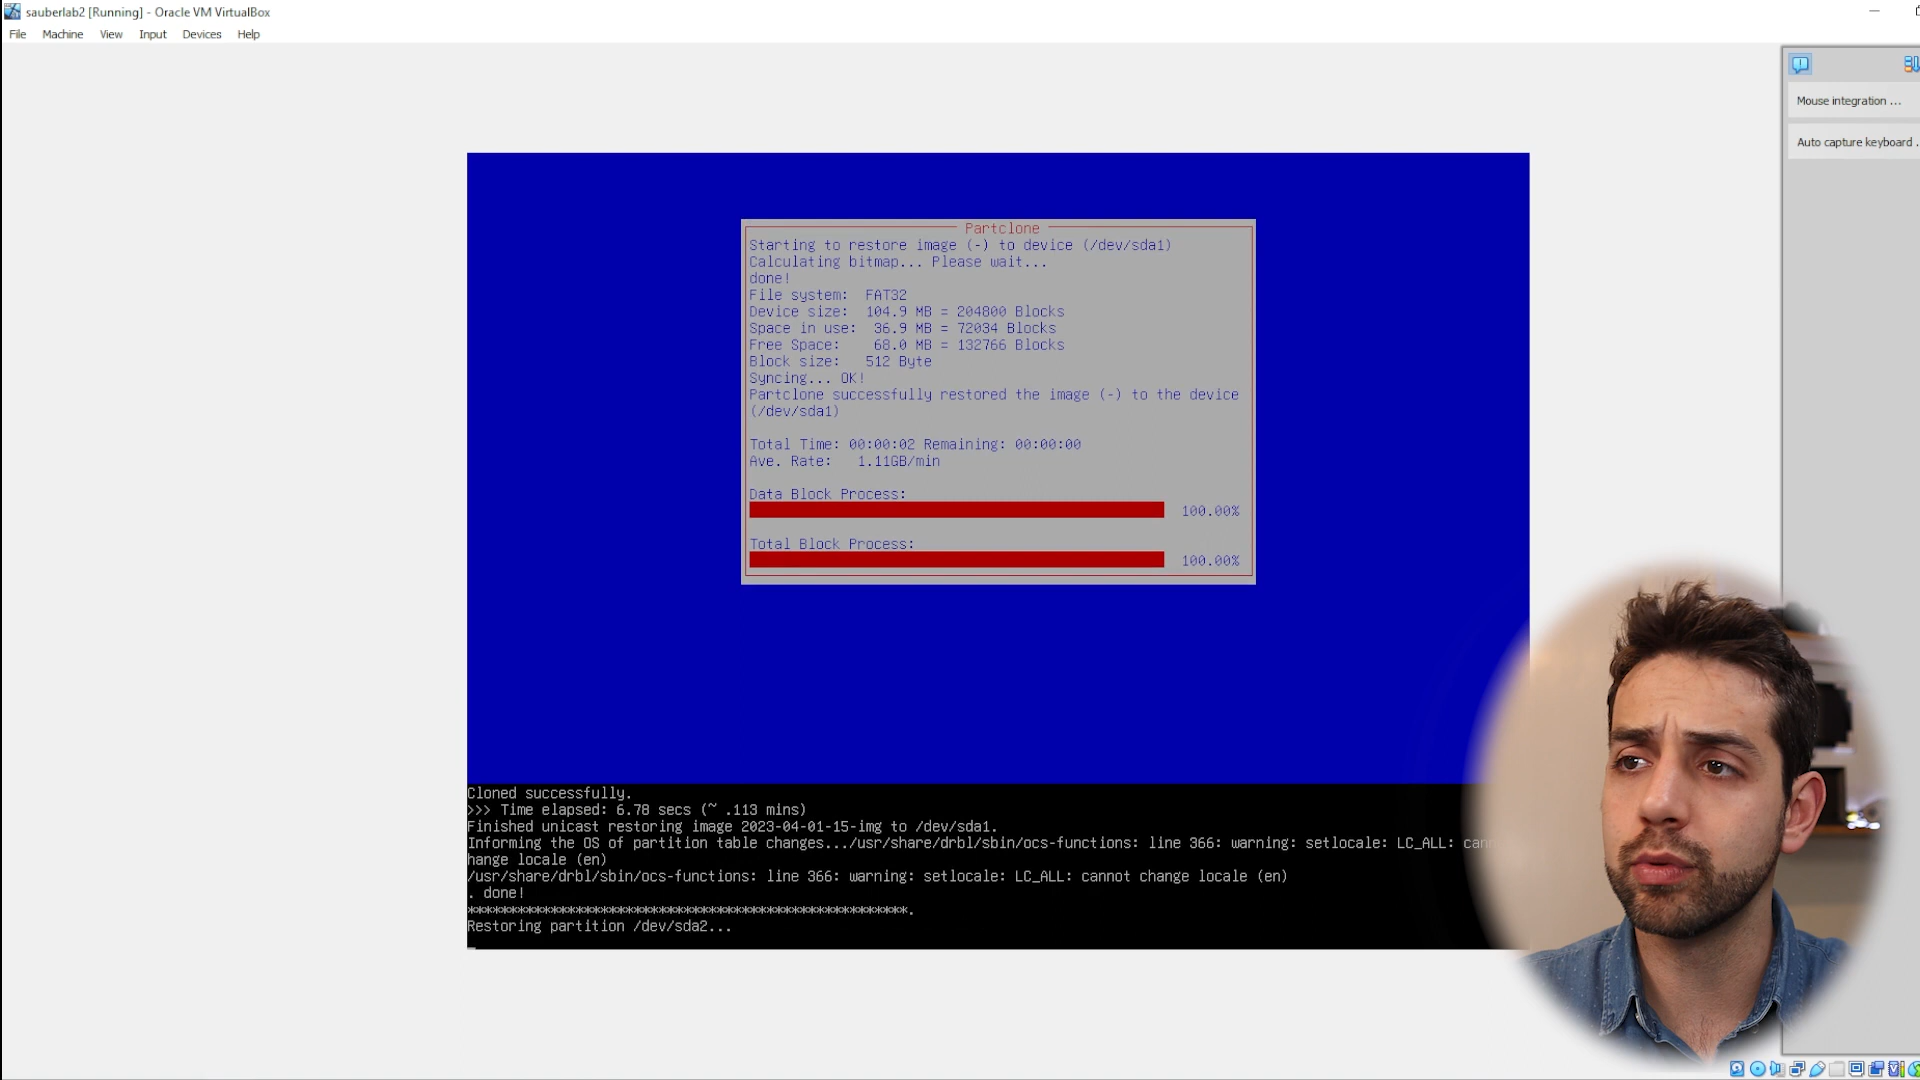 sauberlab2 [Running] - Oracle VM VirtualBox
File Machine View Input Devices Help
Mouse integration ...
Auto capture keyboard .
Partclone
Starting to restore image (-) to device (/dev/sda1)
Calculating bitmap... Please wait...
done!
File system: FAT32
Device size: 104.9 MB = 204800 Blocks
Space in use: 36.9 MB = 72034 Blocks
Free Space: 68.0 MB = 132766 Blocks
Block size: 512 Byte
Syncing... OK!
Partclone successfully restored the image (-) to the device
(/dev/sda1)
Total Time: 00:00:02 Remaining: 00:00:00
Ave. Rate: 1.11GB/min
Data Block Process:
100.00%
Total Block Process:
100.00%
Cloned successfully.
>>> Time elapsed: 6.78 secs (~ .113 mins)
Finished unicast restoring image 2023-04-01-15-img to /dev/sda1.
Informing the OS of partition table changes.../usr/share/drbl/sbin/ocs-functions: line 366: warning: setlocale: LC_ALL: can
hange locale (en)
/usr/share/drbl/sbin/ocs-functions: line 366: warning: setlocale: LC_ALL: cannot change locale (en)
. done!
*****************************************************.
Restoring partition /dev/sda2...